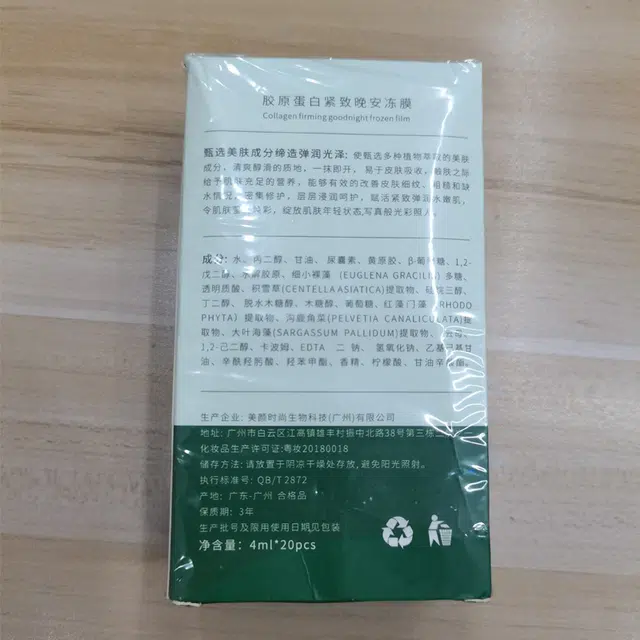 胶原蛋白紧致晚安冻膜
Collagen firming goodnight frozen film
甄选美肤成分缔造弹润光泽: 使甄选多种植物萃取的美肤
成分，清爽醇滑的质地，一抹即升，易于皮肤吸收，触肤之际
给予肌肤充足的营养，能够有效的改善皮肤细纹、粗糙和缺
水情况，密集修护，层层浸润呵护，赋活紧致弹润水嫩肌，
令肌肤 纯彩，绽放肌肤年轻状态,写真般光彩照人。
成分: 水、丙二醇、甘油、尿囊素、黄原胶、β-葡聚糖、1,2-
戊二醇、水解胶原、细小裸藻 (EUGLENA GRACILIS) 多糖、
透明质酸、积雪草(CENTELLA ASIATICA)提取物、 三醇、
丁二醇、脱水木糖醇、木糖醇、葡萄糖、红藻门藻 (RHODO
PHYTA) 提取物、沟鹿角菜(PELVETIA CANALICULATA)提
取物、大叶海藻(SARGASSUM PALLIDUM)提取物、
1,2-己二醇、卡波姆、EDTA 二 钠、 氢氧化钠、乙基己基甘
油、辛酰羟肟酸、羟苯甲酯、香精、柠檬酸、甘油辛酸酯。
生产企业: 美颜时尚生物科技(广州)有限公司
地址: 广州市白云区江高镇雄丰村振中北路38号第三栋二
化妆品生产许可证:粤妆20180018
储存方法: 请放置于阴凉干燥处存放,避免阳光照射。
执行标准号: QB/T 2872
产地: 广东-广州 合格品
保质期: 3年
生产批号及限用使用日期见包装
净含量: 4ml*20pcs